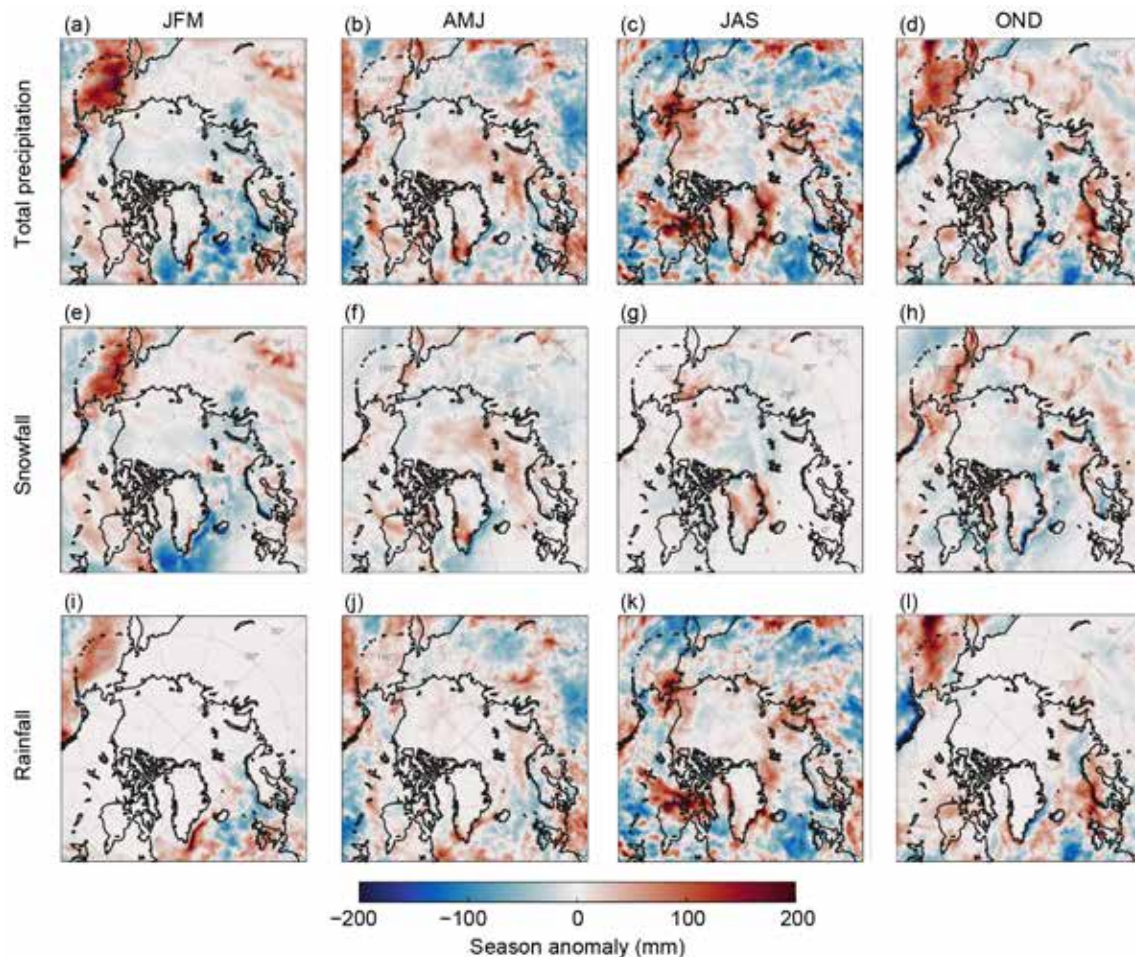 JFM AMJ JAS OND
(a) (b) (c) (d)
Total precipitation
(e) (f) (g) (h)
Snowfall
(i) (j) (k) (l)
Rainfall
−200 −100 0 100 200
Season anomaly (mm)